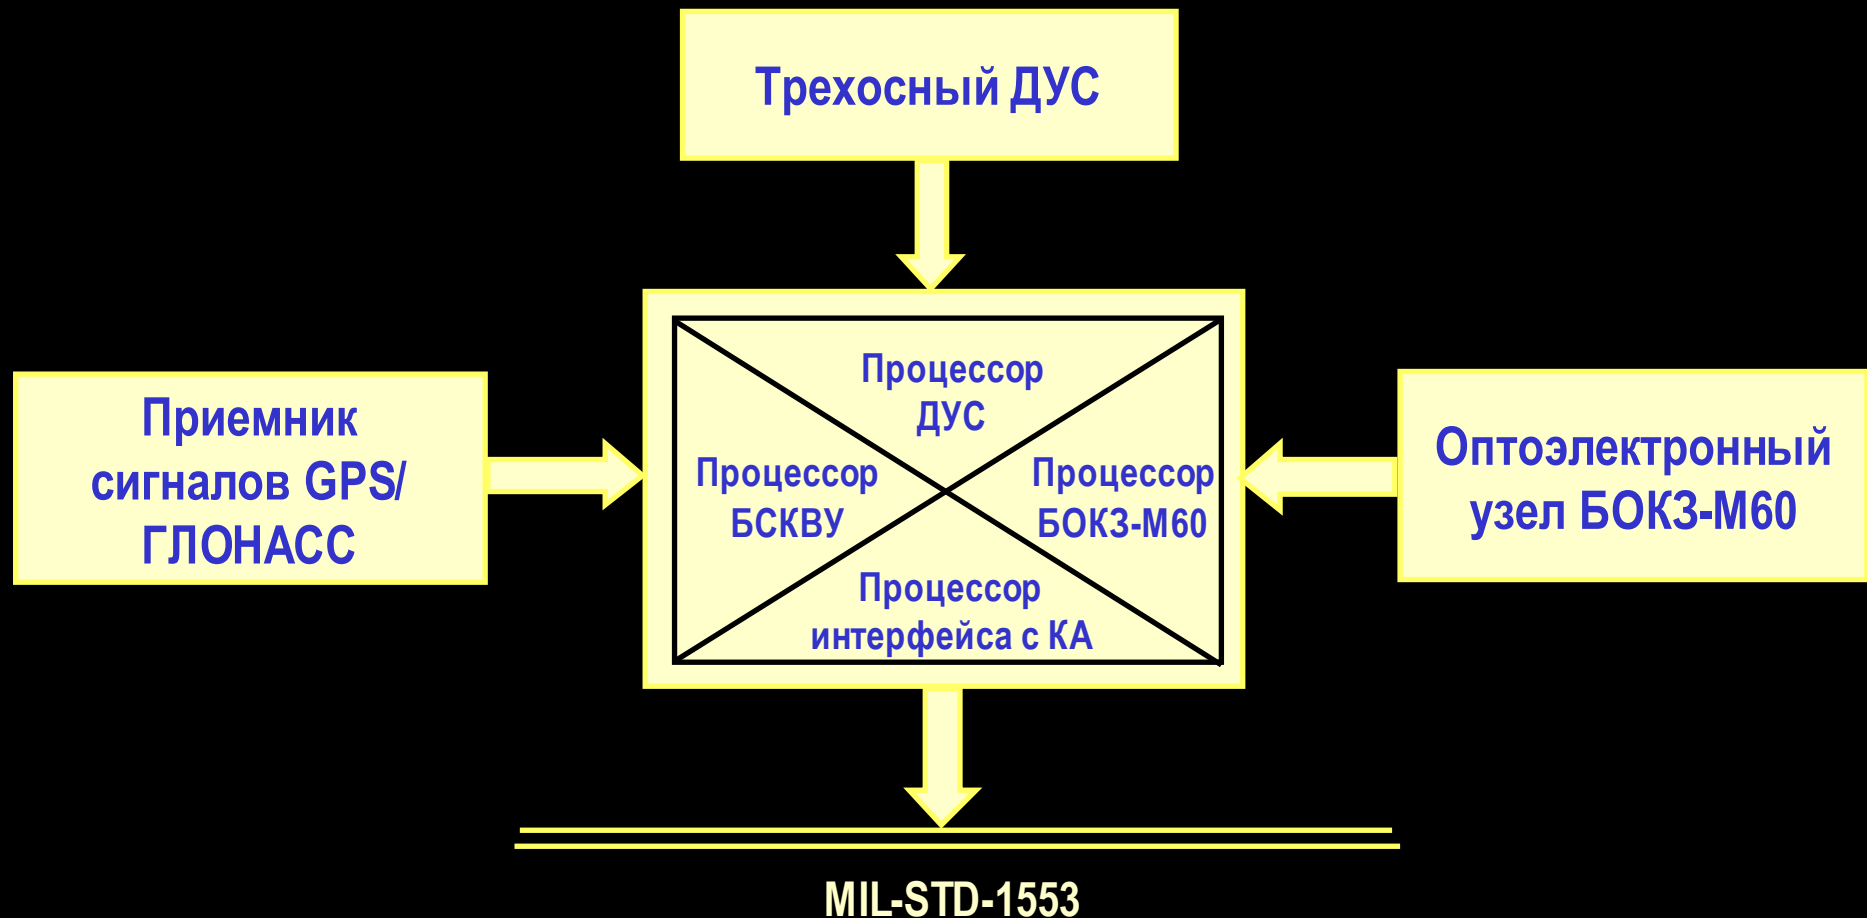 Трехосный ДУС
Процессор
ДУС
Приемник
сигналов GPS/
ГЛОНАСС
Процессор
БСКВУ
Процессор
БОКЗ-М60
Оптоэлектронный
узел БОКЗ-М60
Процессор
интерфейса с КА
MIL-STD-1553